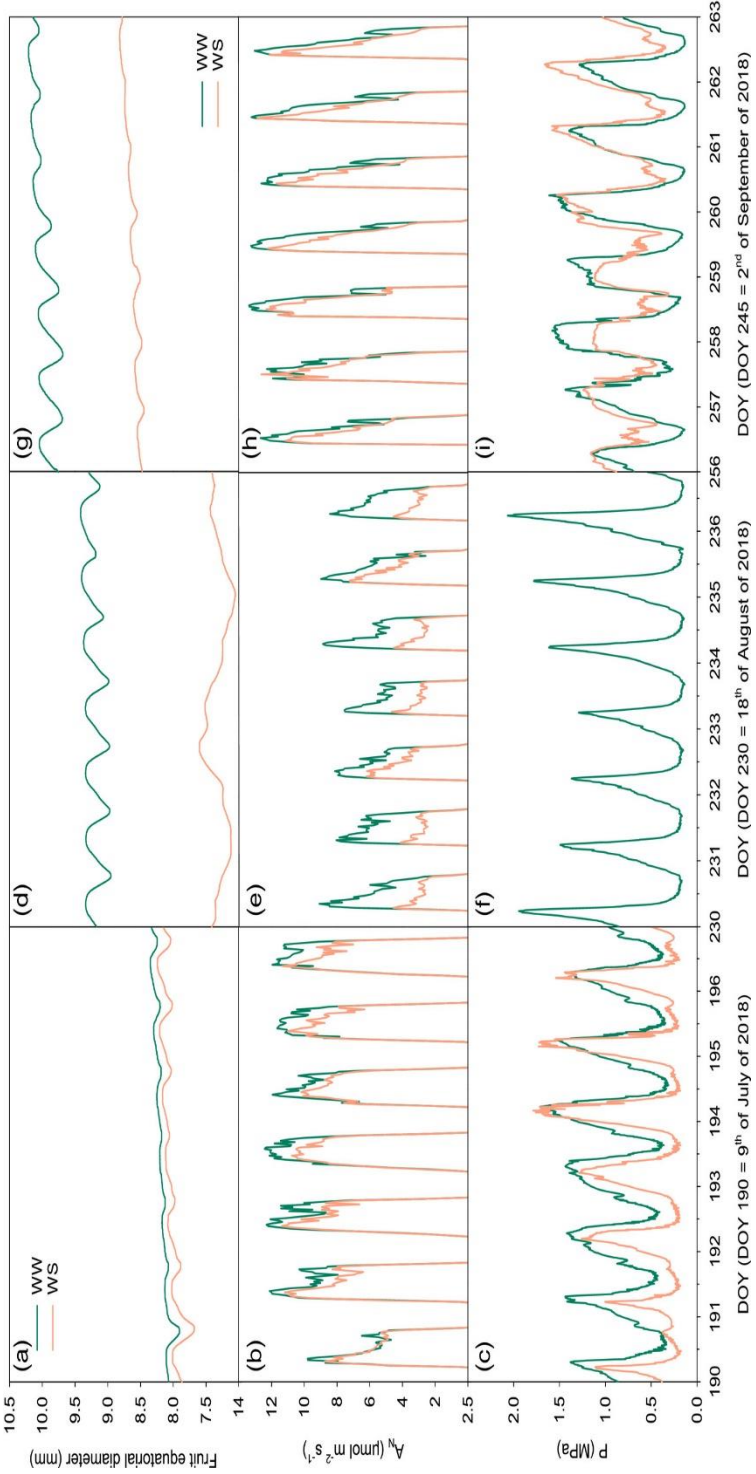 Fruit equatorial diameter (mm)
10.5
10.0
9.5
9.0
8.5
8.0
7.5
(a)
WW
WS
(d)
(g)
WW
WS
A_N (µmol m⁻² s⁻¹)
14
12
10
8
6
4
(b)
(e)
(h)
P (MPa)
2.5
2.0
1.5
1.0
0.5
0.0
(c)
(f)
(i)
190 191 192 193 194 195 196 230 231 232 233 234 235 236 256 257 258 259 260 261 262 263
DOY (DOY 190 = 9th of July of 2018)
DOY (DOY 230 = 18th of August of 2018)
DOY (DOY 245 = 2nd of September of 2018)